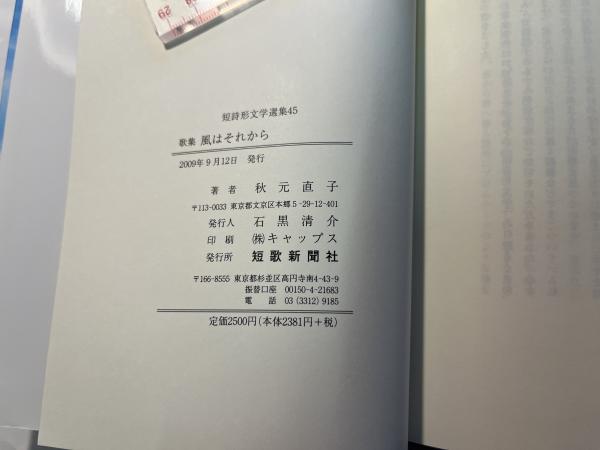 短詩形文学選集45
歌集 風はそれから
2009年9月12日 発行
著者 秋元直子
〒113-0033 東京都文京区本郷5-29-12-401
発行人 石黒清介
印刷 ㈱キャップス
発行所 短歌新聞社
〒166-8555 東京都杉並区高円寺南4-43-9
振替口座 00150-4-21683
電話 03(3312)9185
定価2500円(本体2381円+税)
29